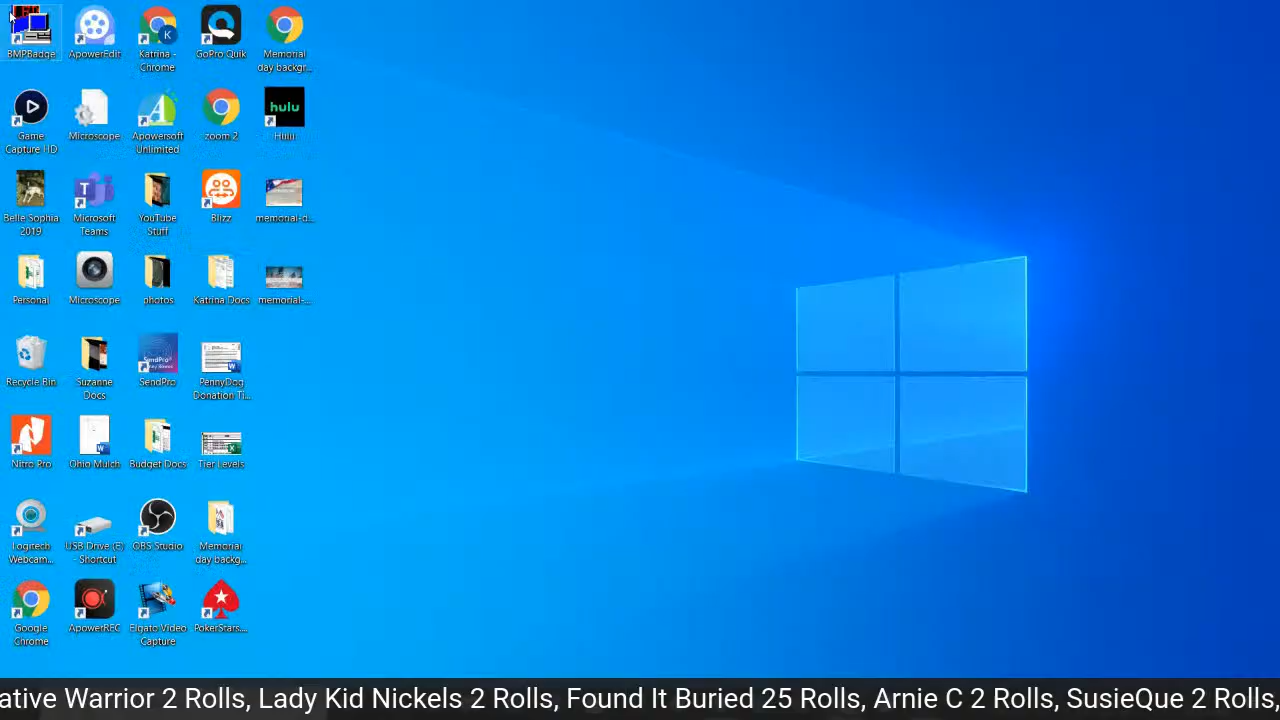 BMPBadge
ApowerEdit
Katrina -
Chrome
GoPro Quik
Memorial
day backgr...
Game
Capture HD
Microscope
Apowersoft
Unlimited
zoom 2
hulu
Hulu
Belle Sophia
2019
Microsoft
Teams
YouTube
Stuff
Blizz
memorial-d...
Personal
Microscope
photos
Katrina Docs
memorial-...
Recycle Bin
Suzanne
Docs
SendPro
SendPro
PennyDog
Donation Ti...
Nitro Pro
Ohio Mulch
Budget Docs
Tier Levels
Logitech
Webcam...
USB Drive (E)
- Shortcut
OBS Studio
Memorial
day backg...
Google
Chrome
ApowerREC
Elgato Video
Capture
PokerStars....
ative Warrior 2 Rolls, Lady Kid Nickels 2 Rolls, Found It Buried 25 Rolls, Arnie C 2 Rolls, SusieQue 2 Rolls,